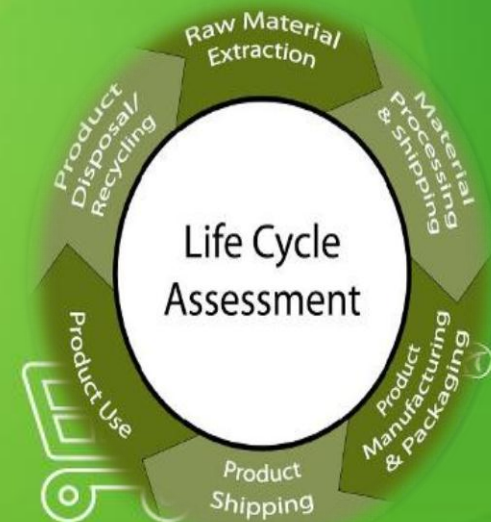 Raw Material
Extraction
Material
Processing
& Shipping
Product
Manufacturing
& Packaging
Product
Shipping
Product Use
Product
Disposal/
Recycling
Life Cycle
Assessment